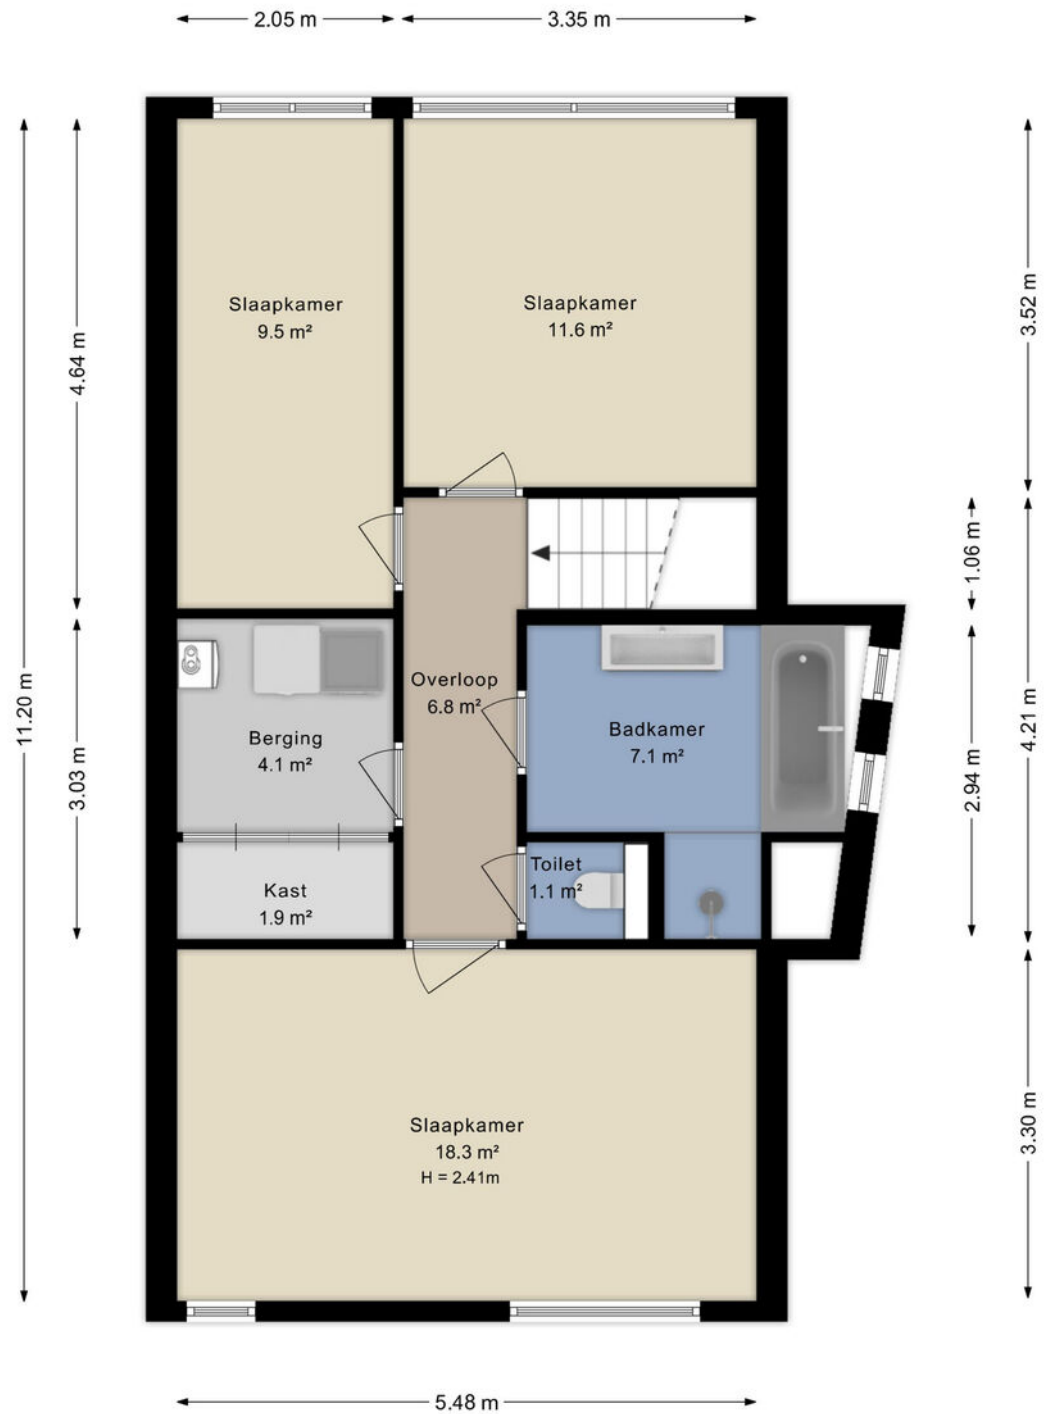 2.05 m
3.35 m
Slaapkamer
9.5 m²
Slaapkamer
11.6 m²
3.52 m
4.64 m
1.06 m
Overloop
6.8 m²
11.20 m
4.21 m
Berging
4.1 m²
Badkamer
7.1 m²
3.03 m
2.94 m
Kast
1.9 m²
Toilet
1.1 m²
Slaapkamer
18.3 m²
H = 2.41m
3.30 m
5.48 m